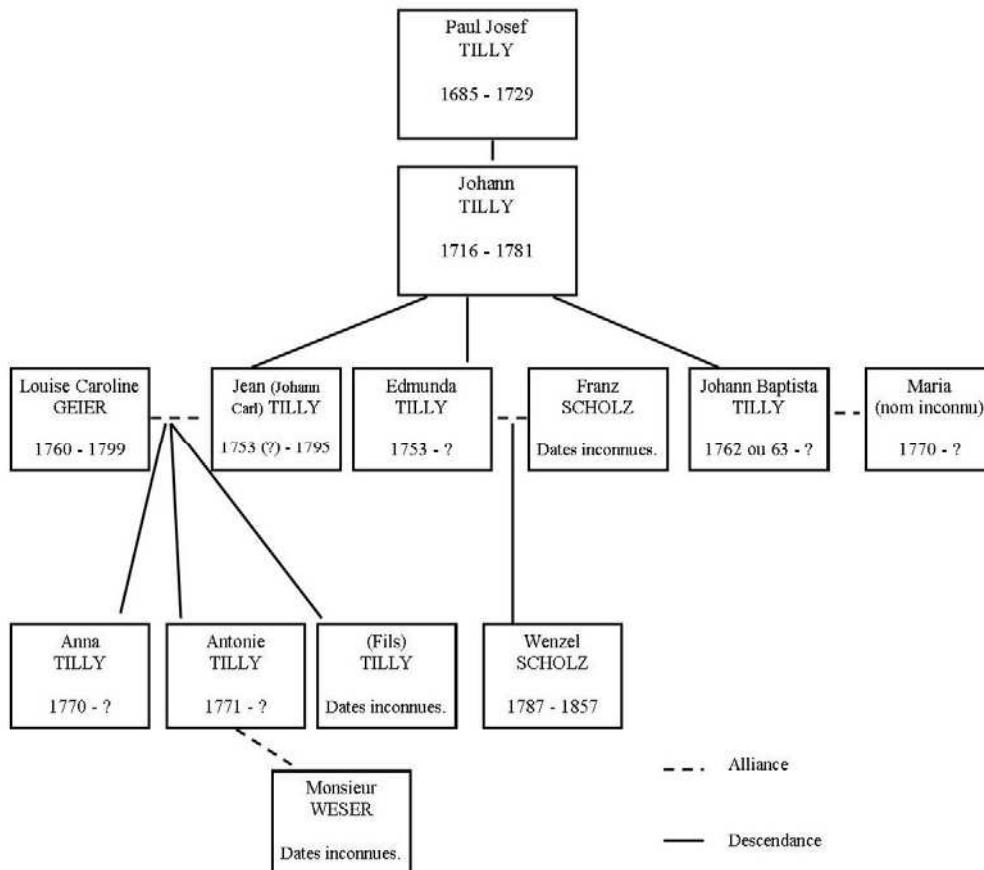 Paul Josef
TILLY
1685 - 1729
Johann
TILLY
1716 - 1781
Louise Caroline
GEIER
1760 - 1799
Jean (Johann
Carl) TILLY
1753 (?) - 1795
Edmunda
TILLY
1753 - ?
Franz
SCHOLZ
Dates inconnues.
Johann Baptista
TILLY
1762 ou 63 - ?
Maria
(nom inconnu)
1770 - ?
Anna
TILLY
1770 - ?
Antonie
TILLY
1771 - ?
(Fils)
TILLY
Dates inconnues.
Wenzel
SCHOLZ
1787 - 1857
Monsieur
WESER
Dates inconnues.
Alliance
Descendance